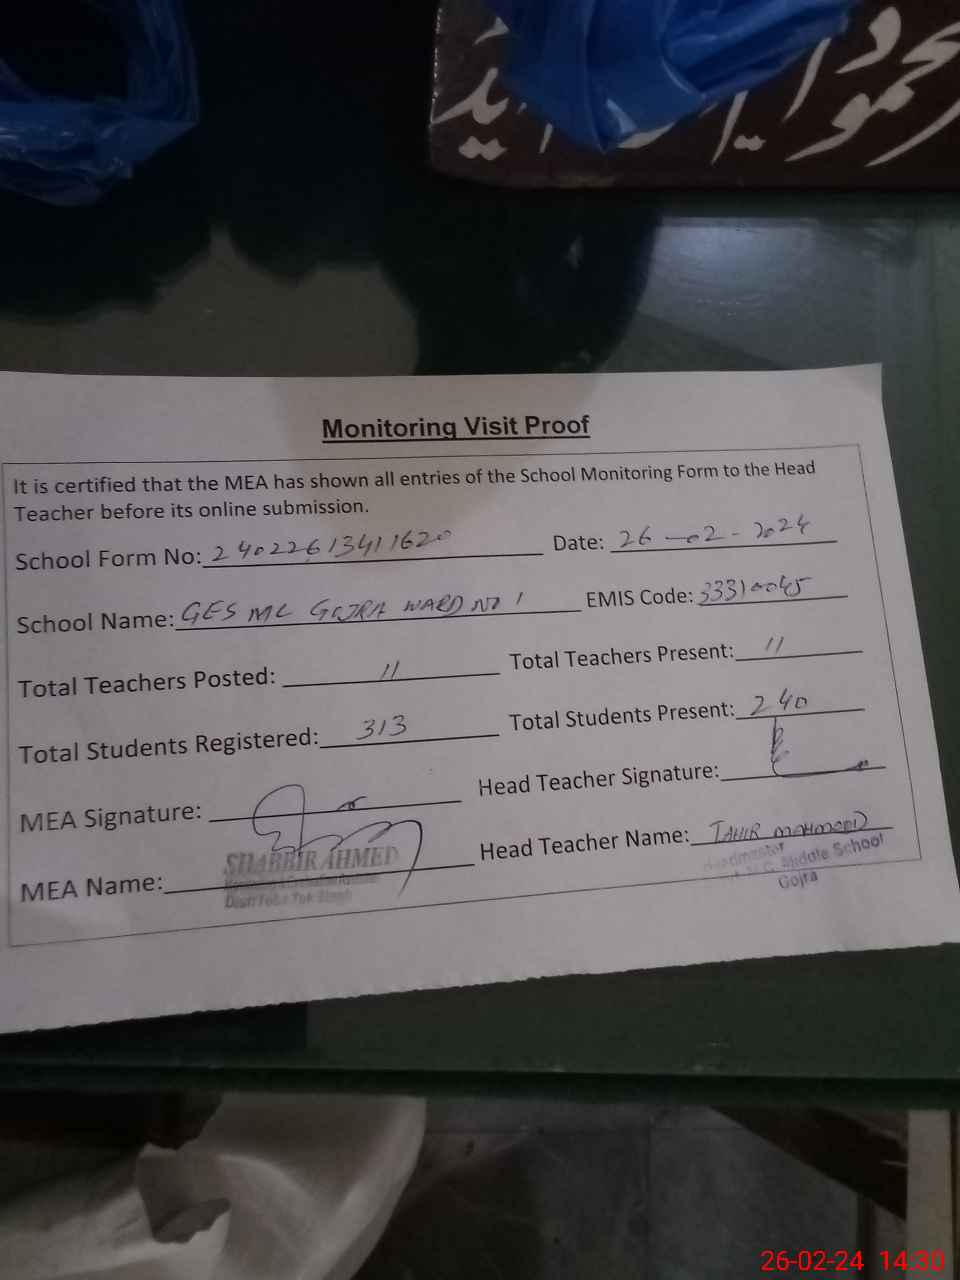 محمود
Monitoring Visit Proof
It is certified that the MEA has shown all entries of the School Monitoring Form to the Head
Teacher before its online submission.
School Form No: 24022613411620 Date: 26-02-2024
School Name: GES MC GOJRA WARD NO 1 EMIS Code: 33310045
Total Teachers Posted: 11 Total Teachers Present: 11
Total Students Registered: 313 Total Students Present: 240
MEA Signature: Head Teacher Signature:
MEA Name: SHABBIR AHMED Head Teacher Name: TAHIR MAHMOOD
Headmaster
M.C. Middle School
Gojra
26-02-24 14:30